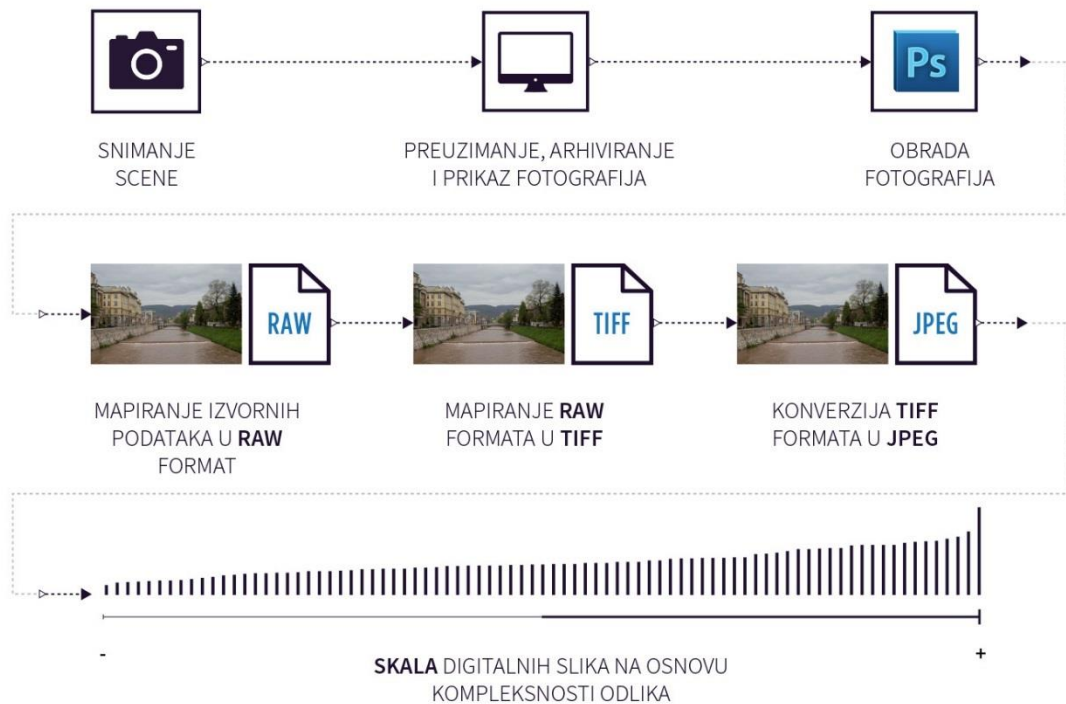 Ps
SNIMANJE
SCENE
PREUZIMANJE, ARHIVIRANJE
I PRIKAZ FOTOGRAFIJA
OBRADA
FOTOGRAFIJA
RAW
TIFF
JPEG
MAPIRANJE IZVORNIH
PODATAKA U RAW
FORMAT
MAPIRANJE RAW
FORMATA U TIFF
KONVERZIJA TIFF
FORMATA U JPEG
-
+
SKALA DIGITALNIH SLIKA NA OSNOVU
KOMPLEKSNOSTI ODLIKA